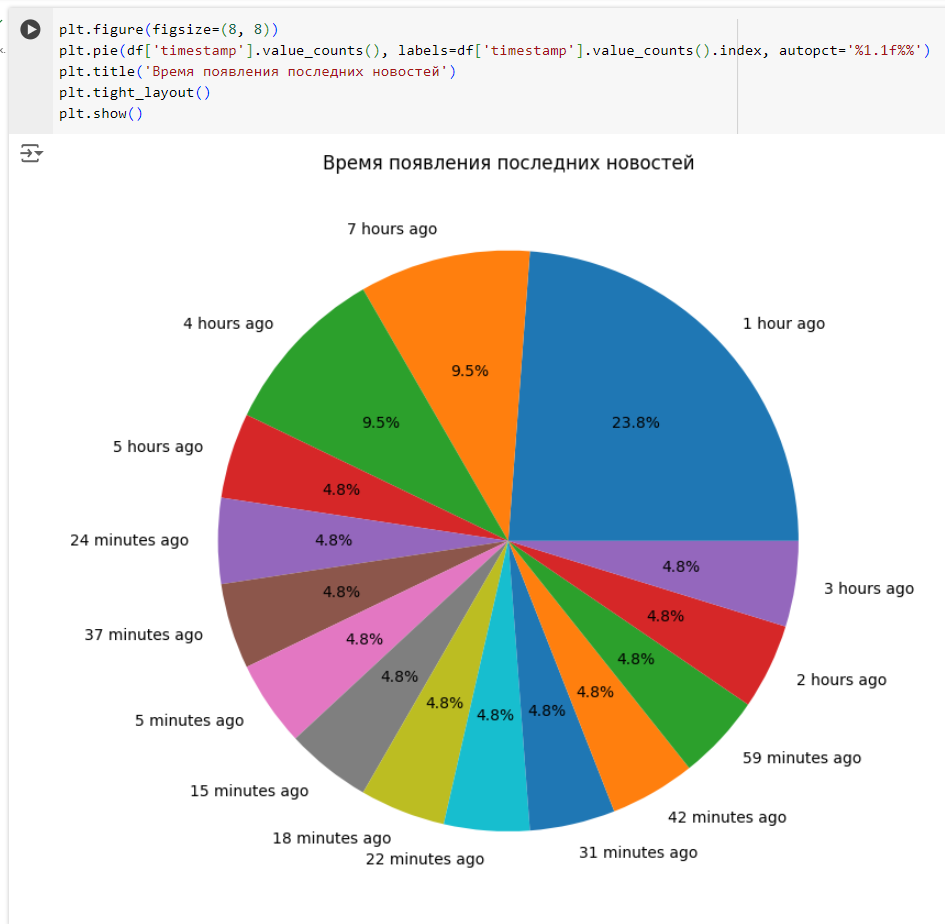 plt.figure(figsize=(8, 8))
plt.pie(df['timestamp'].value_counts(), labels=df['timestamp'].value_counts().index, autopct='%1.1f%%')
plt.title('Время появления последних новостей')
plt.tight_layout()
plt.show()
Время появления последних новостей
7 hours ago
4 hours ago
1 hour ago
9.5%
9.5%
23.8%
5 hours ago
4.8%
24 minutes ago
4.8%
4.8%
3 hours ago
4.8%
4.8%
37 minutes ago
4.8%
4.8%
2 hours ago
4.8%
4.8%
5 minutes ago
4.8%
4.8%
4.8%
59 minutes ago
15 minutes ago
42 minutes ago
18 minutes ago
31 minutes ago
22 minutes ago